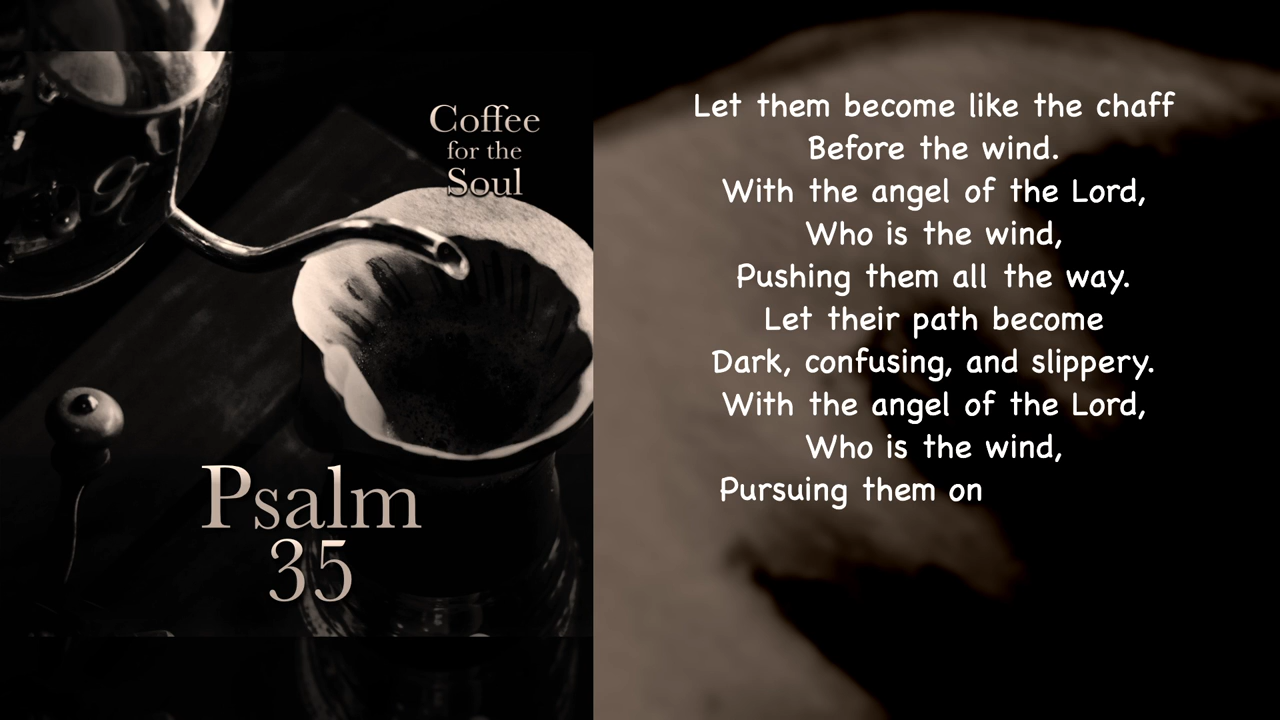 Coffee
for the
Soul
Psalm
35
Let them become like the chaff
Before the wind.
With the angel of the Lord,
Who is the wind,
Pushing them all the way.
Let their path become
Dark, confusing, and slippery.
With the angel of the Lord,
Who is the wind,
Pursuing them on